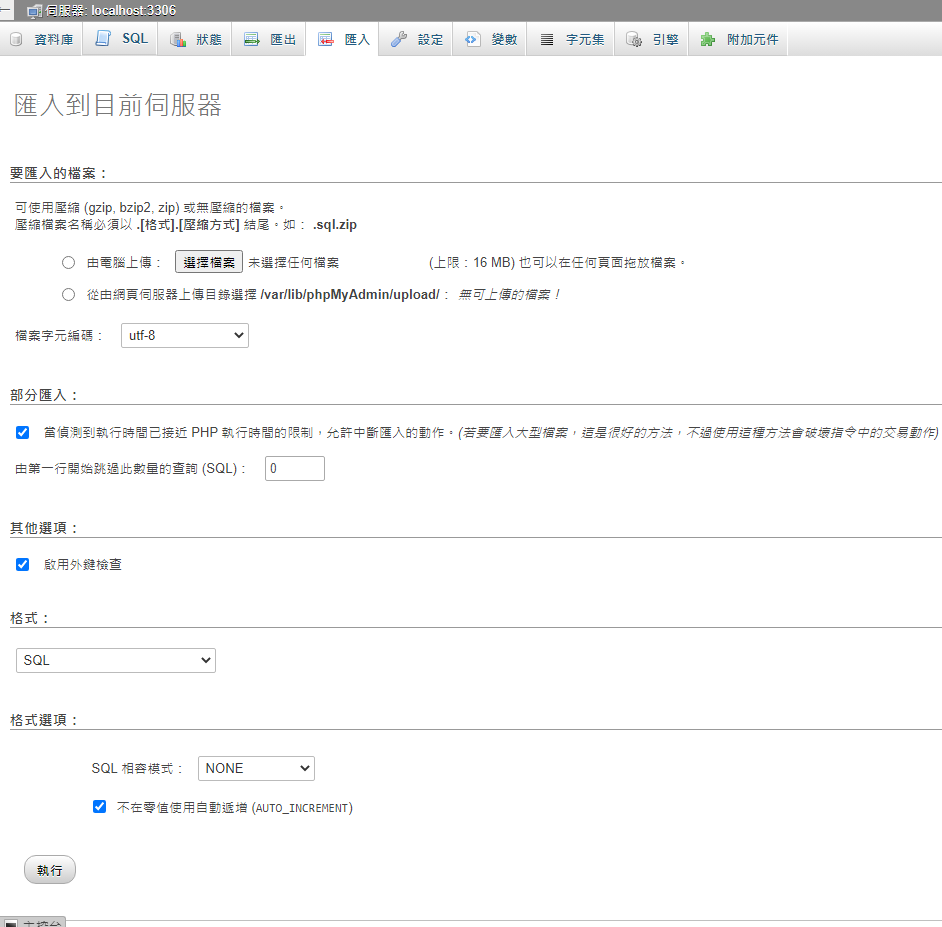 伺服器: localhost:3306
資料庫 SQL 狀態 匯出 匯入 設定 變數 字元集 引擎 附加元件
匯入到目前伺服器
要匯入的檔案：
可使用壓縮 (gzip, bzip2, zip) 或無壓縮的檔案。
壓縮檔案名稱必須以 .[格式].[壓縮方式] 結尾。如： .sql.zip
由電腦上傳： 選擇檔案 未選擇任何檔案 (上限：16 MB) 也可以在任何頁面拖放檔案。
從由網頁伺服器上傳目錄選擇 /var/lib/phpMyAdmin/upload/： 無可上傳的檔案！
檔案字元編碼： utf-8
部分匯入：
當偵測到執行時間已接近 PHP 執行時間的限制，允許中斷匯入的動作。(若要匯入大型檔案，這是很好的方法，不過使用這種方法會破壞指令中的交易動作)
由第一行開始跳過此數量的查詢 (SQL)： 0
其他選項：
啟用外鍵檢查
格式：
SQL
格式選項：
SQL 相容模式： NONE
不在零值使用自動遞增 (AUTO_INCREMENT)
執行
主控台